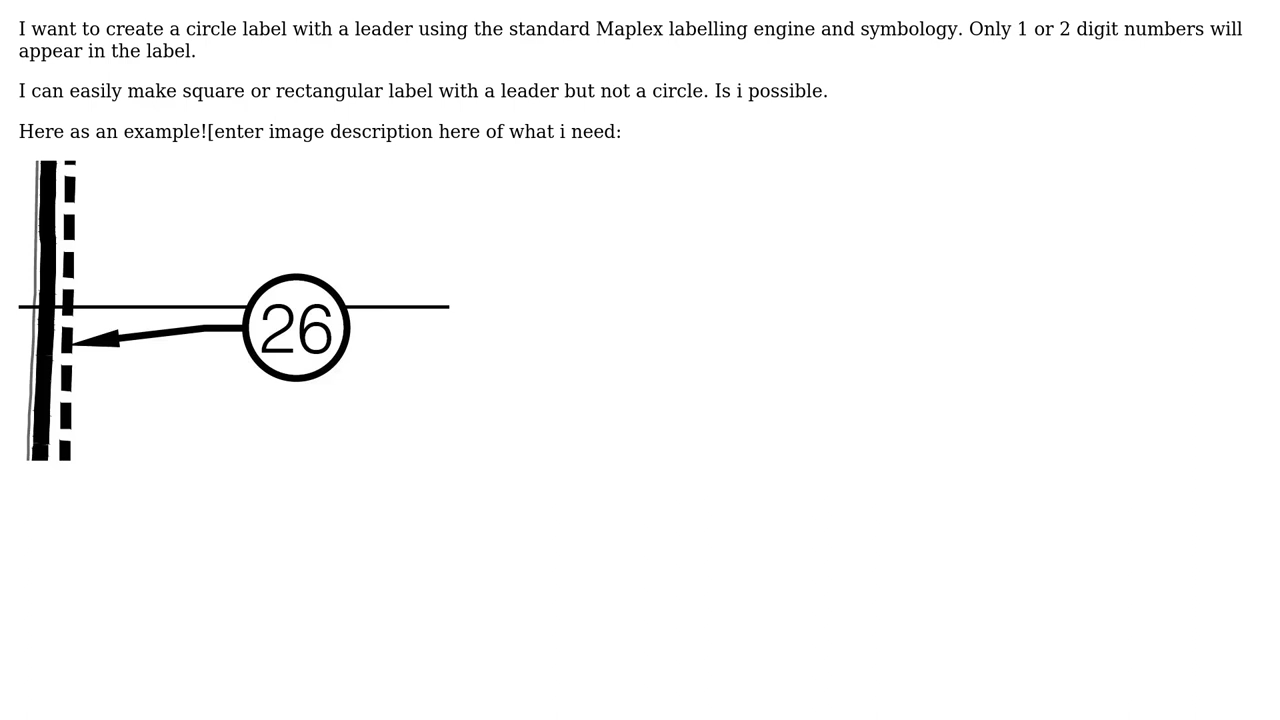 I want to create a circle label with a leader using the standard Maplex labelling engine and symbology. Only 1 or 2 digit numbers will
appear in the label.
I can easily make square or rectangular label with a leader but not a circle. Is i possible.
Here as an example![enter image description here of what i need:
26